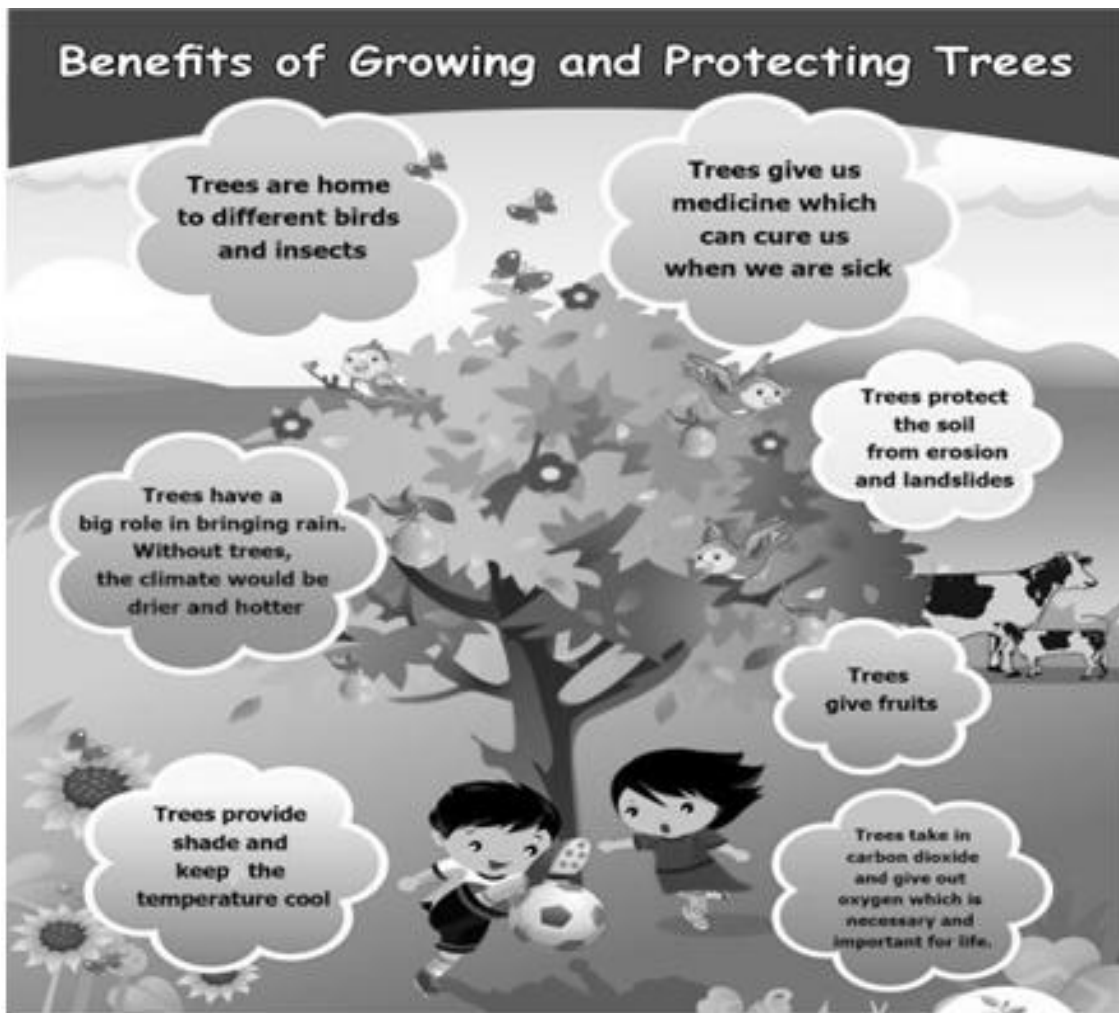 Benefits of Growing and Protecting Trees
Trees are home
to different birds
and insects
Trees give us
medicine which
can cure us
when we are sick
Trees protect
the soil
from erosion
and landslides
Trees have a
big role in bringing rain.
Without trees,
the climate would be
drier and hotter
Trees
give fruits
Trees provide
shade and
keep the
temperature cool
Trees take in
carbon dioxide
and give out
oxygen which is
necessary and
important for life.